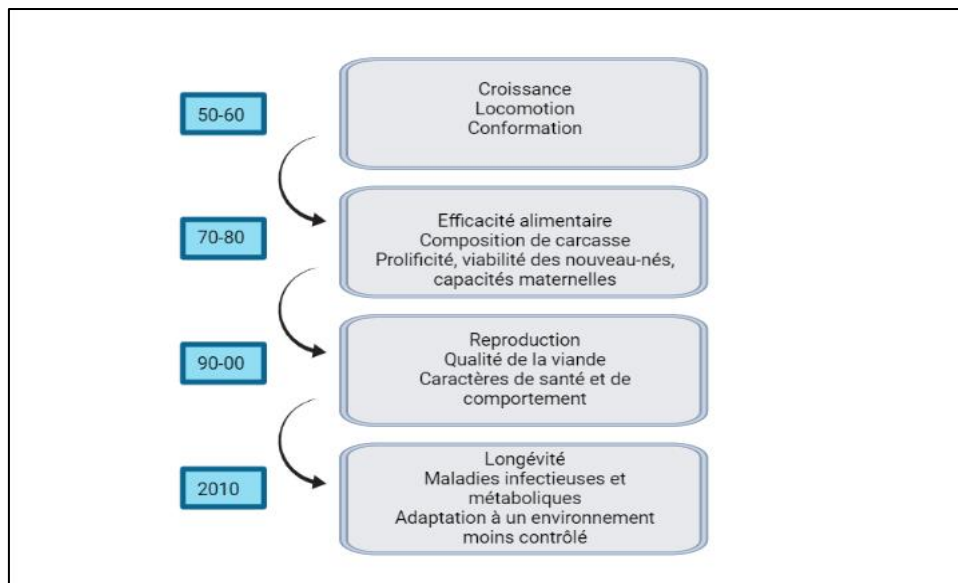 50-60
Croissance
Locomotion
Conformation
70-80
Efficacité alimentaire
Composition de carcasse
Prolificité, viabilité des nouveau-nés,
capacités maternelles
90-00
Reproduction
Qualité de la viande
Caractères de santé et de
comportement
2010
Longévité
Maladies infectieuses et
métaboliques
Adaptation à un environnement
moins contrôlé